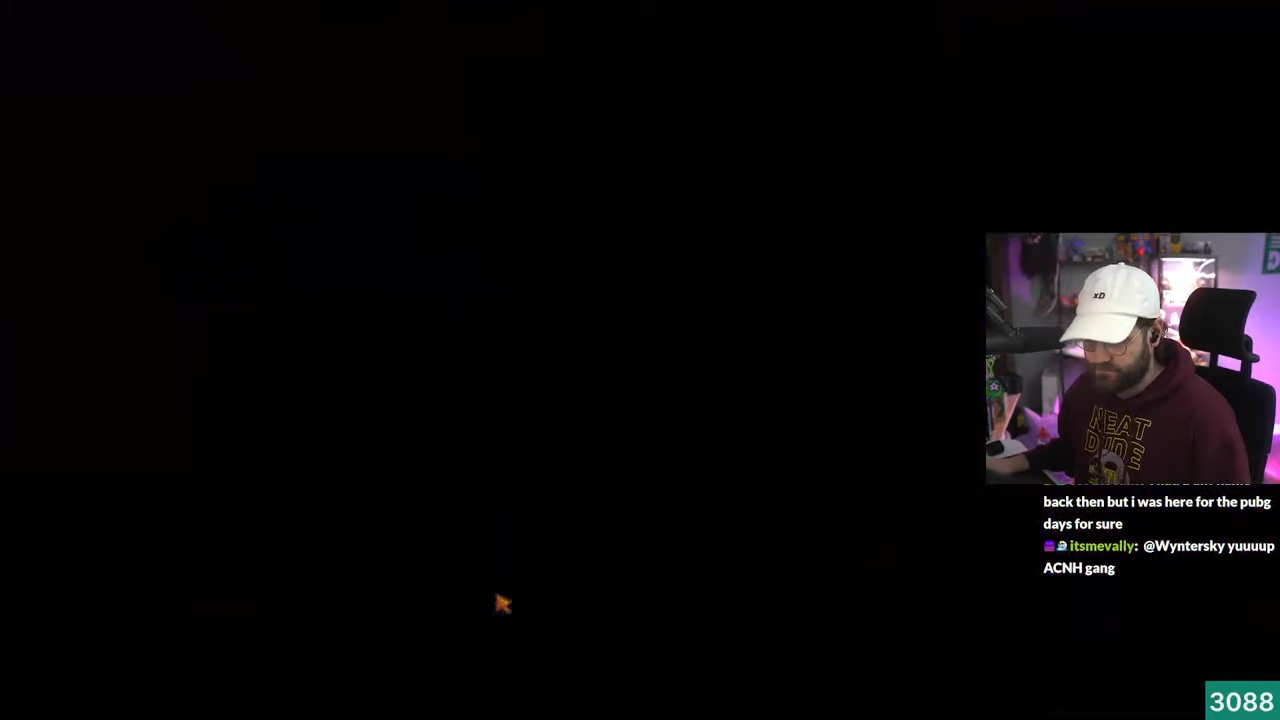 xD
NEAT
DUDE
back then but i was here for the pubg
days for sure
itsmevally: @Wyntersky yuuuup
ACNH gang
3088